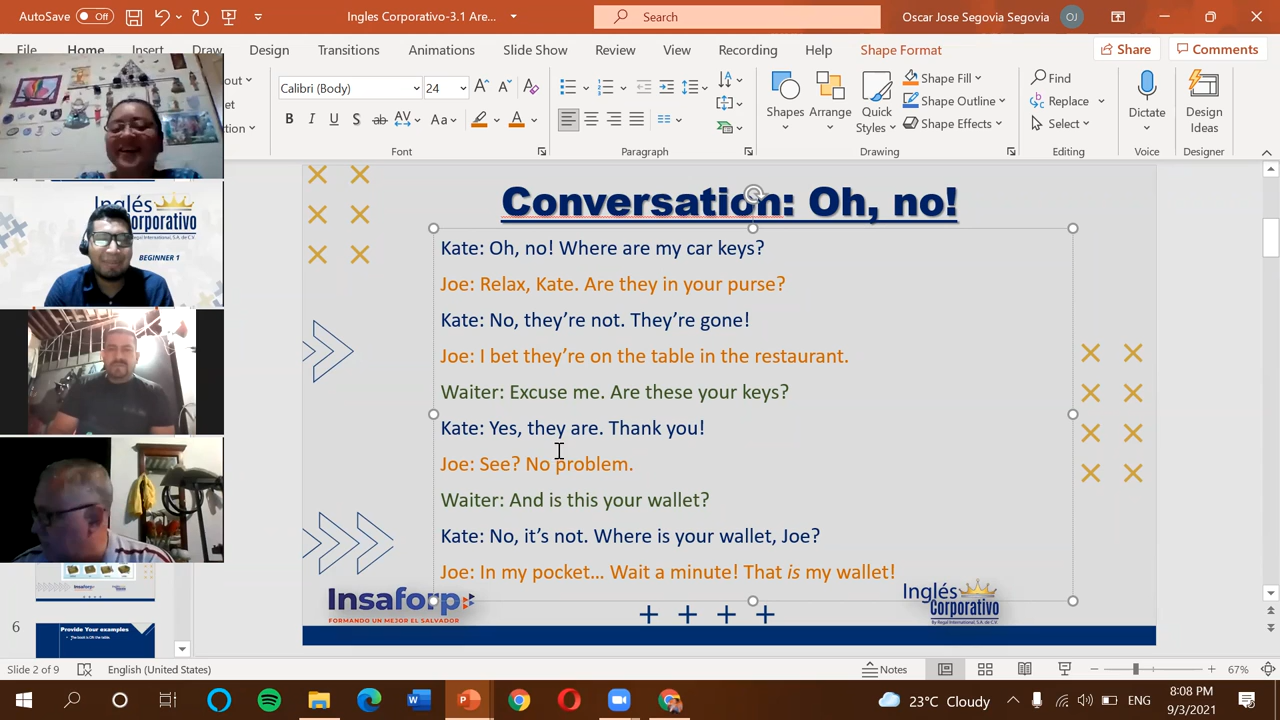 AutoSave Off Ingles Corporativo-3.1 Are... Search Oscar Jose Segovia Segovia OJ
File Home Insert Draw Design Transitions Animations Slide Show Review View Recording Help Shape Format Share Comments
Calibri (Body) 24
Shapes Arrange Quick Styles Shape Fill Shape Outline Shape Effects
Find Replace Select Dictate Design Ideas
Font Paragraph Drawing Editing Voice Designer
Inglés Corporativo
BEGINNER 1
Conversation: Oh, no!
Kate: Oh, no! Where are my car keys?
Joe: Relax, Kate. Are they in your purse?
Kate: No, they’re not. They’re gone!
Joe: I bet they’re on the table in the restaurant.
Waiter: Excuse me. Are these your keys?
Kate: Yes, they are. Thank you!
Joe: See? No problem.
Waiter: And is this your wallet?
Kate: No, it’s not. Where is your wallet, Joe?
Joe: In my pocket... Wait a minute! That is my wallet!
Insaforp
FORMANDO UN MEJOR EL SALVADOR
Inglés Corporativo
6
Provide Your examples
The book is ON the table.
Slide 2 of 9 English (United States) Notes 67%
23°C Cloudy ENG 8:08 PM
9/3/2021